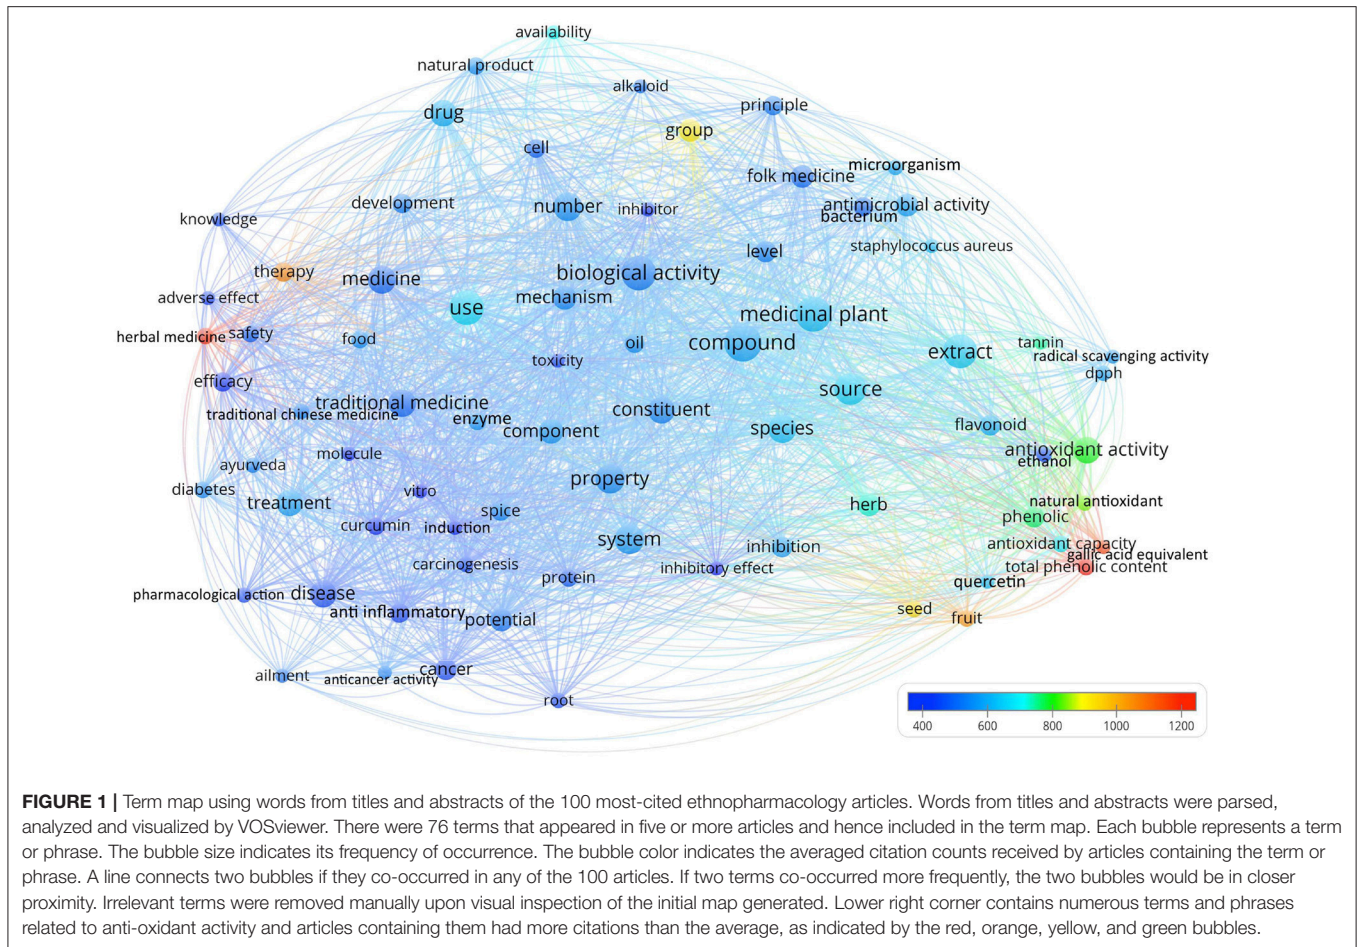 availability
natural product
alkaloid
drug
principle
group
cell
microorganism
folk medicine
development
number
inhibitor
antimicrobial activity
bacterium
knowledge
staphylococcus aureus
level
therapy
medicine
biological activity
adverse effect
mechanism
use
medicinal plant
herbal medicine
safety
food
oil
compound
extract
tannin
radical scavenging activity
toxicity
dpph
efficacy
source
traditional medicine
traditional chinese medicine
enzyme
constituent
component
species
flavonoid
antioxidant activity
ethanol
molecule
ayurveda
diabetes
vitro
property
treatment
spice
herb
natural antioxidant
phenolic
curcumin
induction
system
inhibition
antioxidant capacity
gallic acid equivalent
total phenolic content
carcinogenesis
protein
inhibitory effect
quercetin
pharmacological action
disease
anti inflammatory
potential
seed
fruit
ailment
anticancer activity
cancer
root
400 600 800 1000 1200
FIGURE 1 | Term map using words from titles and abstracts of the 100 most-cited ethnopharmacology articles. Words from titles and abstracts were parsed,
analyzed and visualized by VOSviewer. There were 76 terms that appeared in five or more articles and hence included in the term map. Each bubble represents a term
or phrase. The bubble size indicates its frequency of occurrence. The bubble color indicates the averaged citation counts received by articles containing the term or
phrase. A line connects two bubbles if they co-occurred in any of the 100 articles. If two terms co-occurred more frequently, the two bubbles would be in closer
proximity. Irrelevant terms were removed manually upon visual inspection of the initial map generated. Lower right corner contains numerous terms and phrases
related to anti-oxidant activity and articles containing them had more citations than the average, as indicated by the red, orange, yellow, and green bubbles.